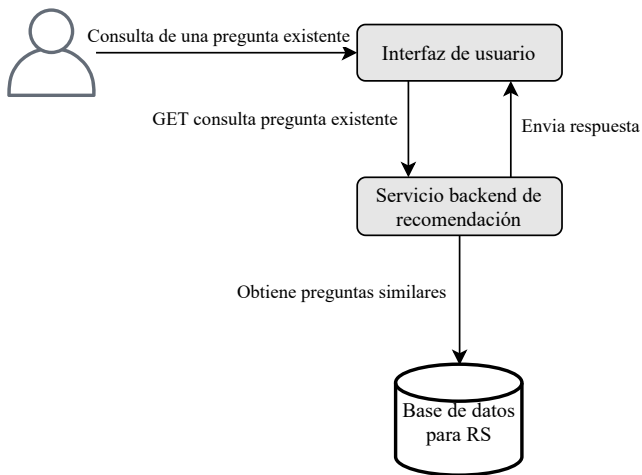 Consulta de una pregunta existente
Interfaz de usuario
GET consulta pregunta existente
Envia respuesta
Servicio backend de
recomendación
Obtiene preguntas similares
Base de datos
para RS